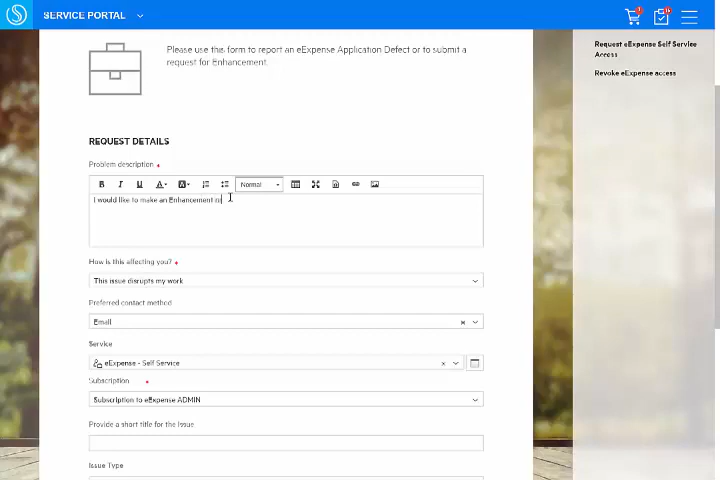 SERVICE PORTAL
Please use this form to report an eExpense Application Defect or to submit a
request for Enhancement.
Request eExpense Self Service
Access
Revoke eExpense access
REQUEST DETAILS
Problem description
B I U A A Normal
I would like to make an Enhancement re
How is this affecting you?
This issue disrupts my work
Preferred contact method
Email
Service
eExpense - Self Service
Subscription
Subscription to eExpense ADMIN
Provide a short title for the Issue
Issue Type